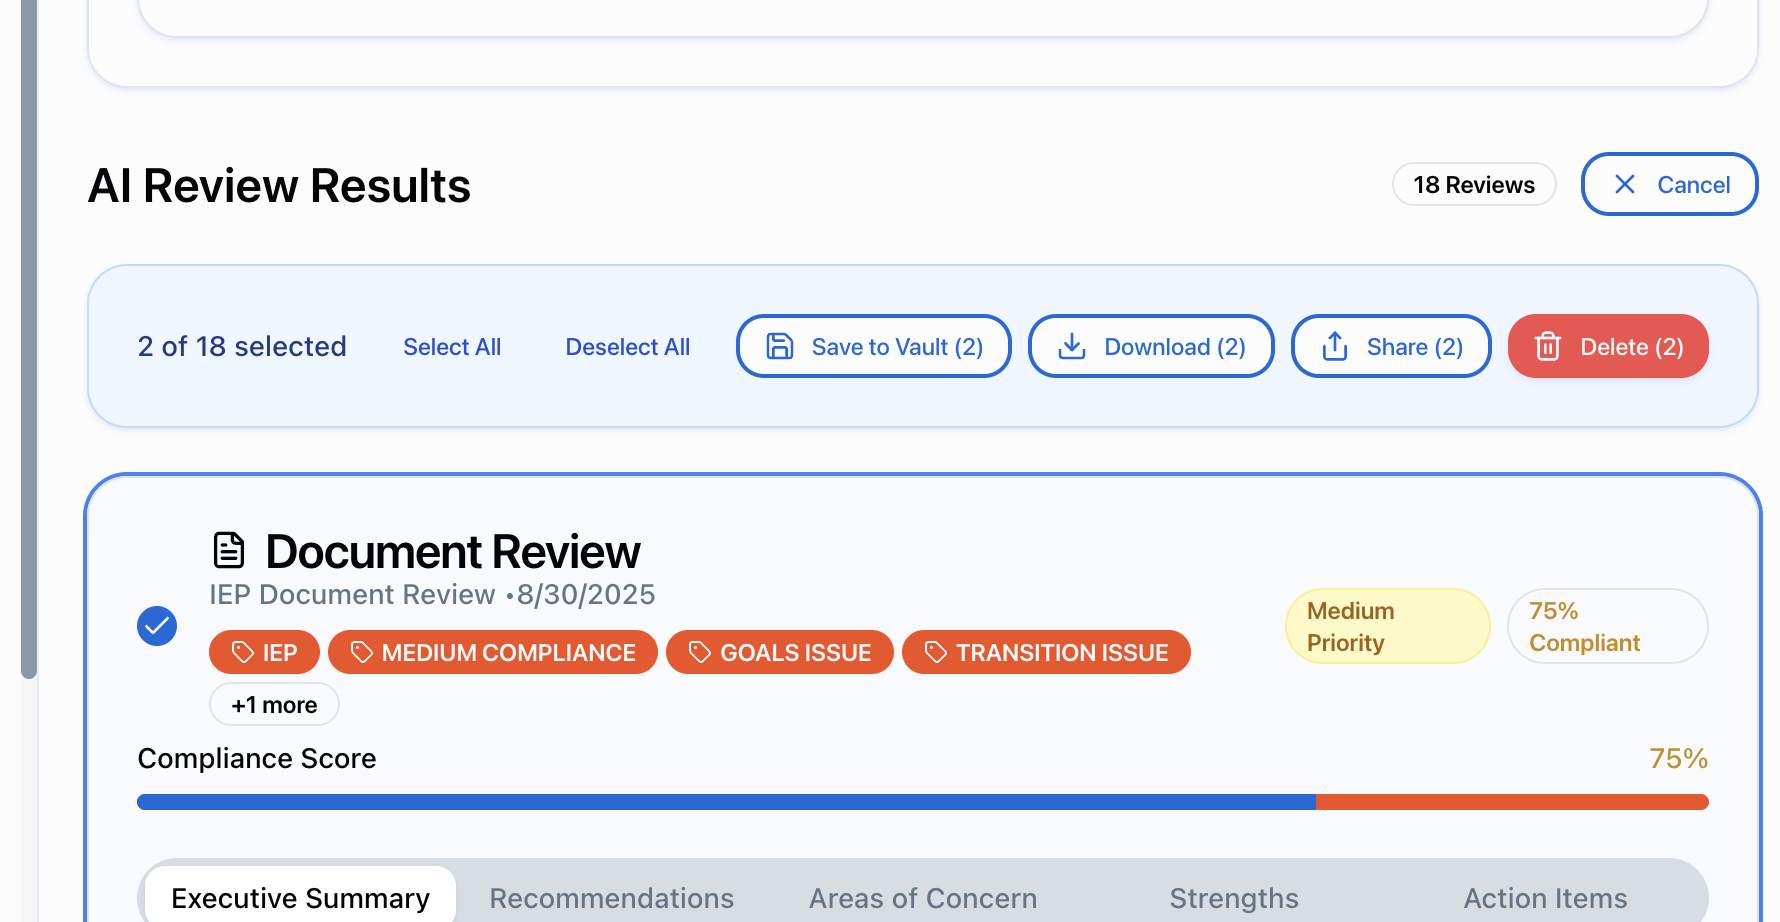 AI Review Results
18 Reviews
Cancel
2 of 18 selected
Select All
Deselect All
Save to Vault (2)
Download (2)
Share (2)
Delete (2)
Document Review
IEP Document Review •8/30/2025
Medium
Priority
75%
Compliant
IEP
MEDIUM COMPLIANCE
GOALS ISSUE
TRANSITION ISSUE
+1 more
Compliance Score
75%
Executive Summary
Recommendations
Areas of Concern
Strengths
Action Items